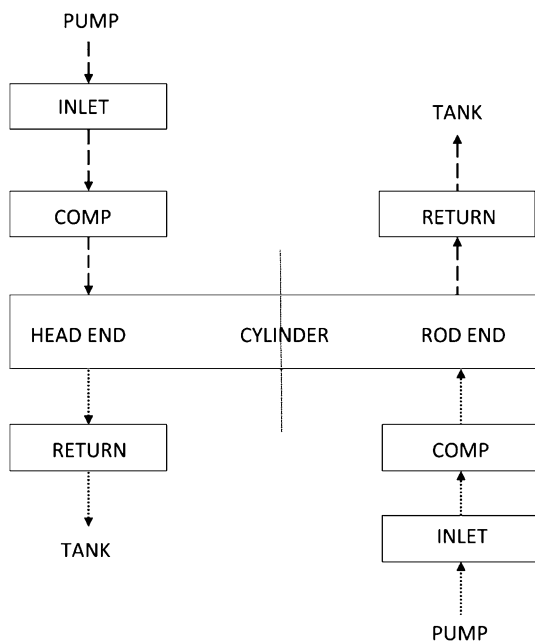 PUMP
INLET
TANK
COMP
RETURN
HEAD END CYLINDER ROD END
RETURN
COMP
TANK
INLET
PUMP